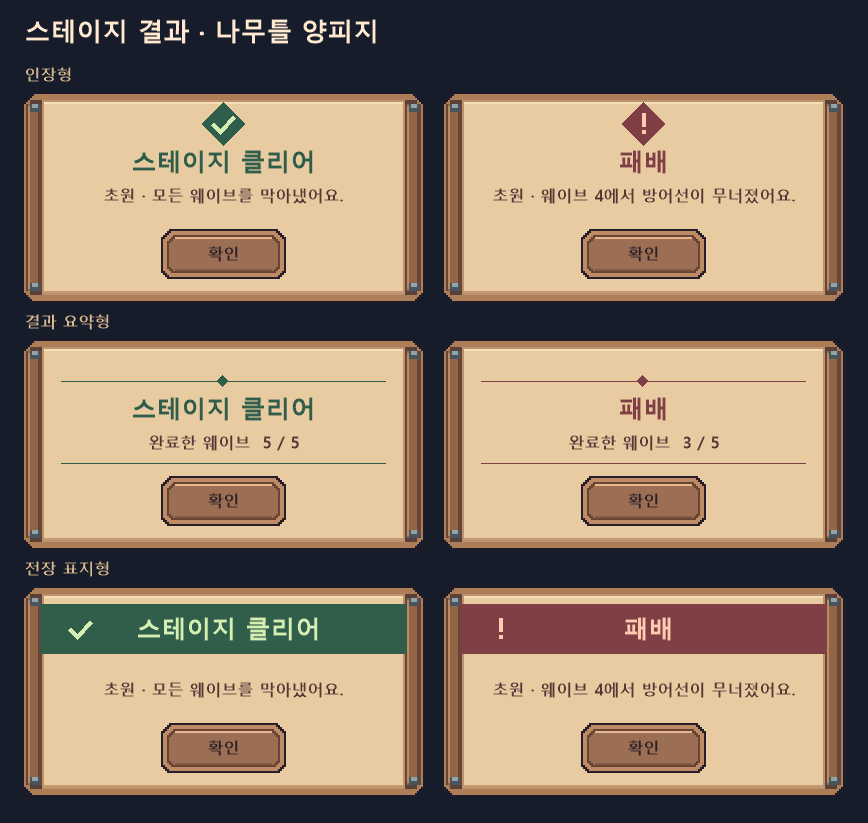 스테이지 결과 · 나무틀 양피지
인장형
스테이지 클리어
초원 · 모든 웨이브를 막아냈어요.
확인
!
패배
초원 · 웨이브 4에서 방어선이 무너졌어요.
확인
결과 요약형
스테이지 클리어
완료한 웨이브 5 / 5
확인
패배
완료한 웨이브 3 / 5
확인
전장 표지형
스테이지 클리어
초원 · 모든 웨이브를 막아냈어요.
확인
! 패배
초원 · 웨이브 4에서 방어선이 무너졌어요.
확인